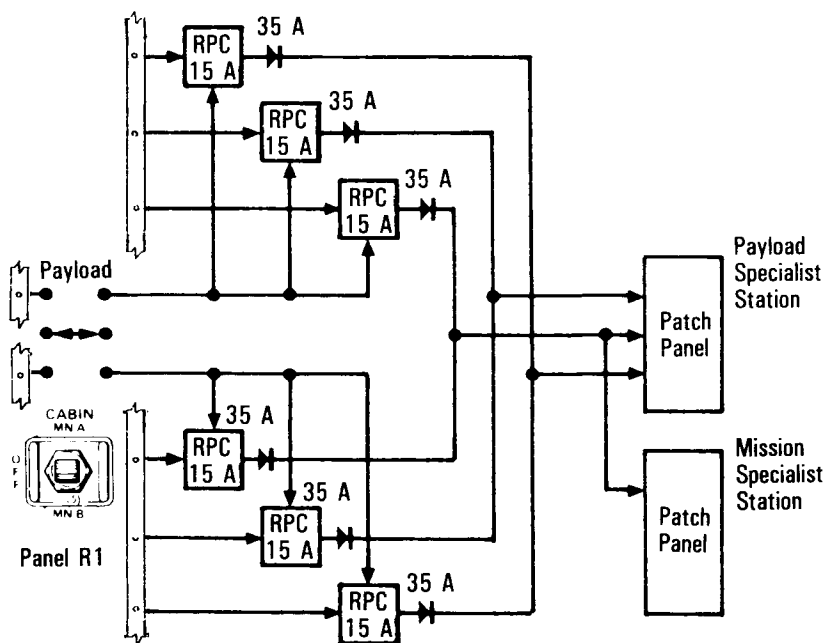 35 A
RPC
15 A
35 A
RPC
15 A
35 A
RPC
15 A
Payload
Payload
Specialist
Station
Patch
Panel
CABIN
MN A
OFF
MN B
Panel R1
35 A
RPC
15 A
35 A
RPC
15 A
35 A
RPC
15 A
Mission
Specialist
Station
Patch
Panel